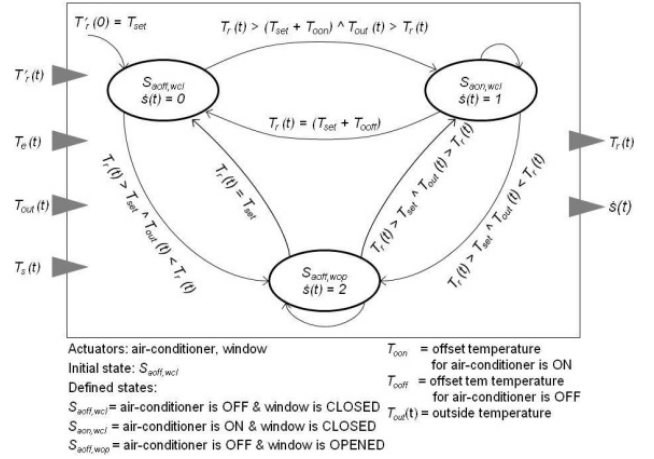 T'r (0) = Tset
Tr (t) > (Tset + Toon) ^ Tout (t) > Tr (t)
T'r (t)
Te (t)
Tout (t)
Ts (t)
Saoff,wcl
ṡ(t) = 0
Saon,wcl
ṡ(t) = 1
Tr (t) = (Tset + Tooff)
Tr (t) > Tset ^ Tout (t) < Tr (t)
Tr (t) = Tset
Tr (t) > Tset ^ Tout (t) > Tr (t)
Tr (t) > Tset ^ Tout (t) < Tr (t)
Saoff,wop
ṡ(t) = 2
Tr (t)
ṡ(t)
Actuators: air-conditioner, window
Initial state: Saoff,wcl
Defined states:
Saoff,wcl = air-conditioner is OFF & window is CLOSED
Saon,wcl = air-conditioner is ON & window is CLOSED
Saoff,wop = air-conditioner is OFF & window is OPENED
Toon = offset temperature
for air-conditioner is ON
Tooff = offset tem temperature
for air-conditioner is OFF
Tout(t) = outside temperature